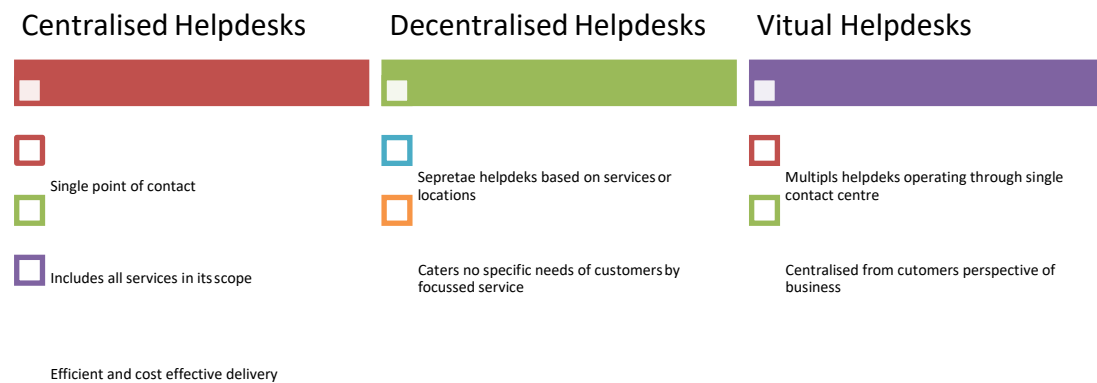 Centralised Helpdesks
Single point of contact
Includes all services in its scope
Efficient and cost effective delivery
Decentralised Helpdesks
Sepretae helpdeks based on services or
locations
Caters no specific needs of customers by
focussed service
Vitual Helpdesks
Multipls helpdeks operating through single
contact centre
Centralised from cutomers perspective of
business